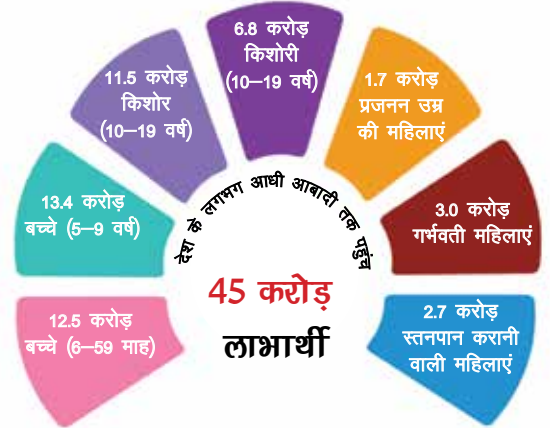 6.8 करोड़
किशोरी
(10–19 वर्ष)
11.5 करोड़
किशोर
(10–19 वर्ष)
1.7 करोड़
प्रजनन उम्र
की महिलाएं
13.4 करोड़
बच्चे (5–9 वर्ष)
3.0 करोड़
गर्भवती महिलाएं
देश के लगभग आधी आबादी तक पहुंच
45 करोड़
लाभार्थी
12.5 करोड़
बच्चे (6–59 माह)
2.7 करोड़
स्तनपान करानी
वाली महिलाएं